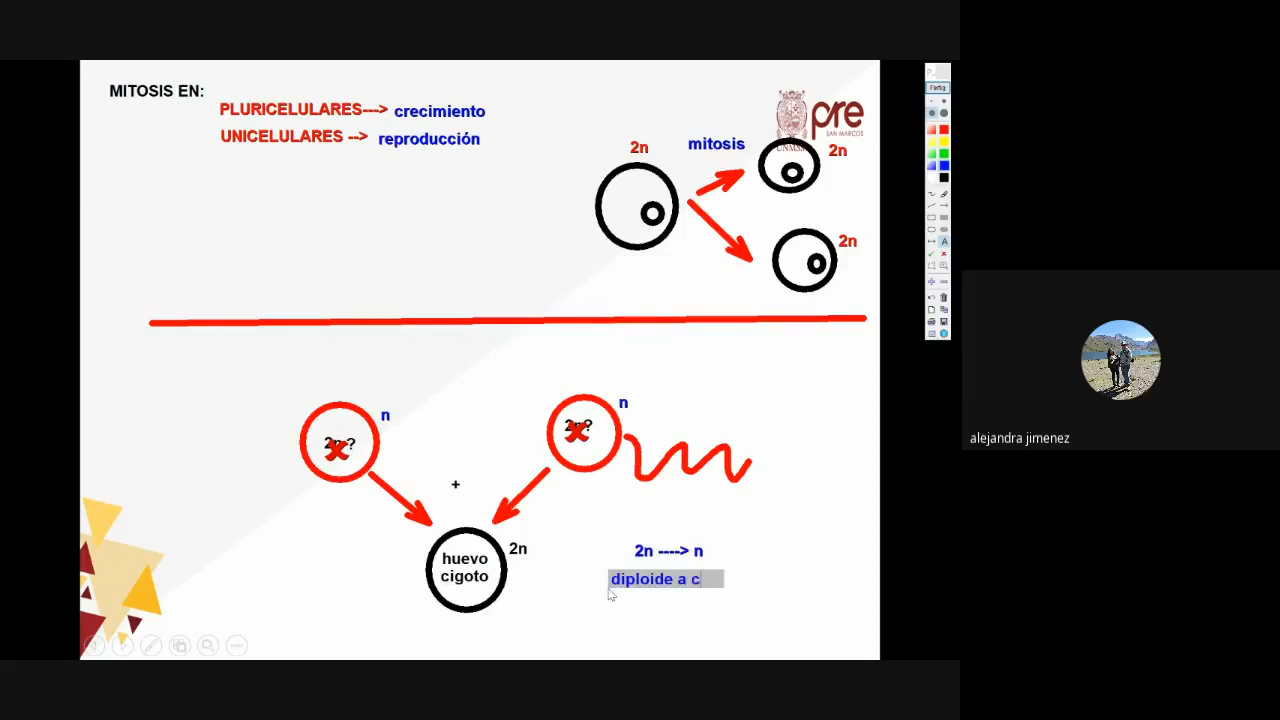 MITOSIS EN:
PLURICELULARES---> crecimiento
UNICELULARES --> reproducción
pre
SAN MARCOS
2n
mitosis
2n
2n
n
n
+
huevo
cigoto
2n
2n ----> n
diploide a c
Fertig
A
alejandra jimenez